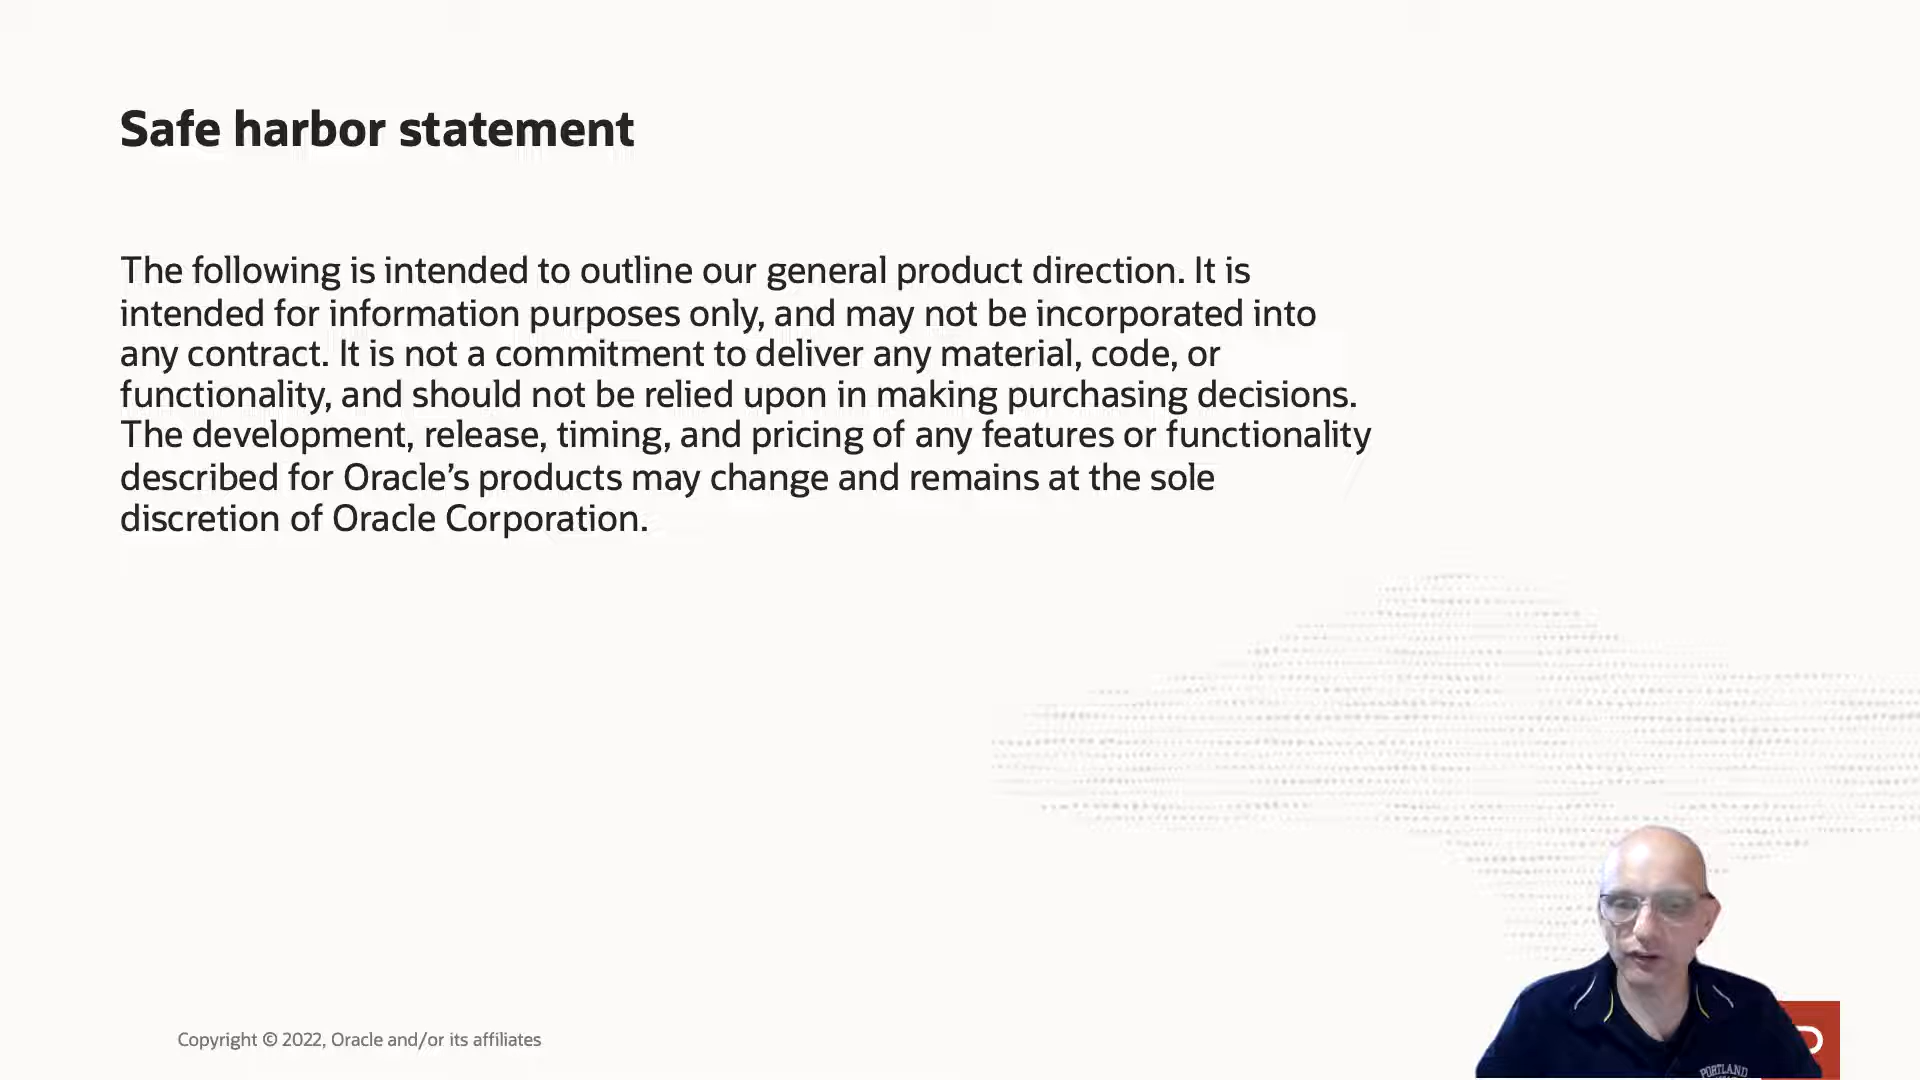 Safe harbor statement
The following is intended to outline our general product direction. It is
intended for information purposes only, and may not be incorporated into
any contract. It is not a commitment to deliver any material, code, or
functionality, and should not be relied upon in making purchasing decisions.
The development, release, timing, and pricing of any features or functionality
described for Oracle’s products may change and remains at the sole
discretion of Oracle Corporation.
Copyright © 2022, Oracle and/or its affiliates
PORTLAND